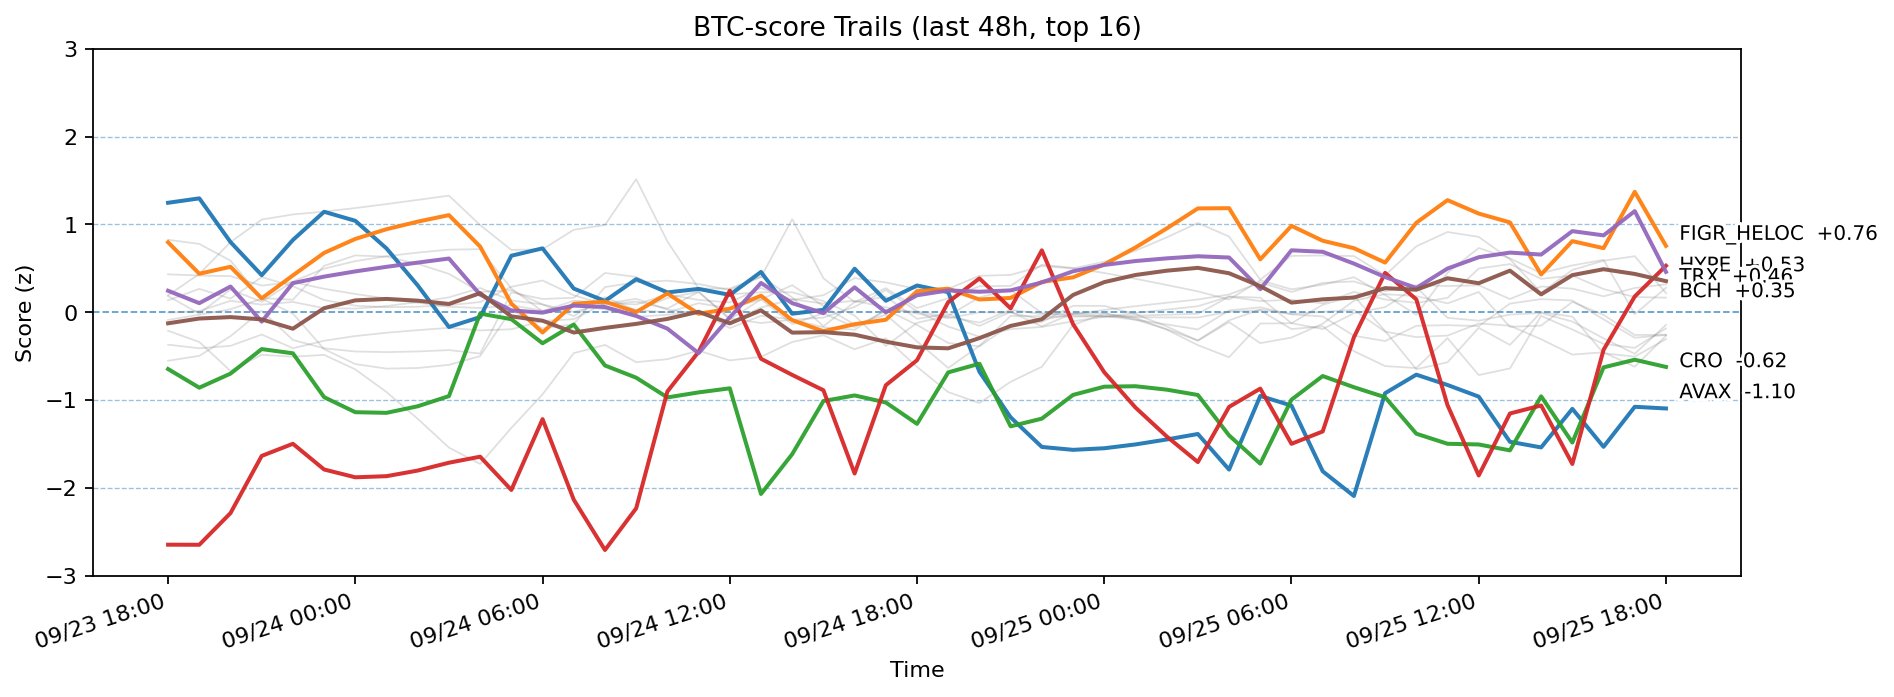 BTC-score Trails (last 48h, top 16)
3
2
1
0
−1
−2
−3
Score (z)
FIGR_HELOC +0.76
HYPE +0.53
TRX +0.46
BCH +0.35
CRO -0.62
AVAX -1.10
09/23 18:00
09/24 00:00
09/24 06:00
09/24 12:00
09/24 18:00
09/25 00:00
09/25 06:00
09/25 12:00
09/25 18:00
Time